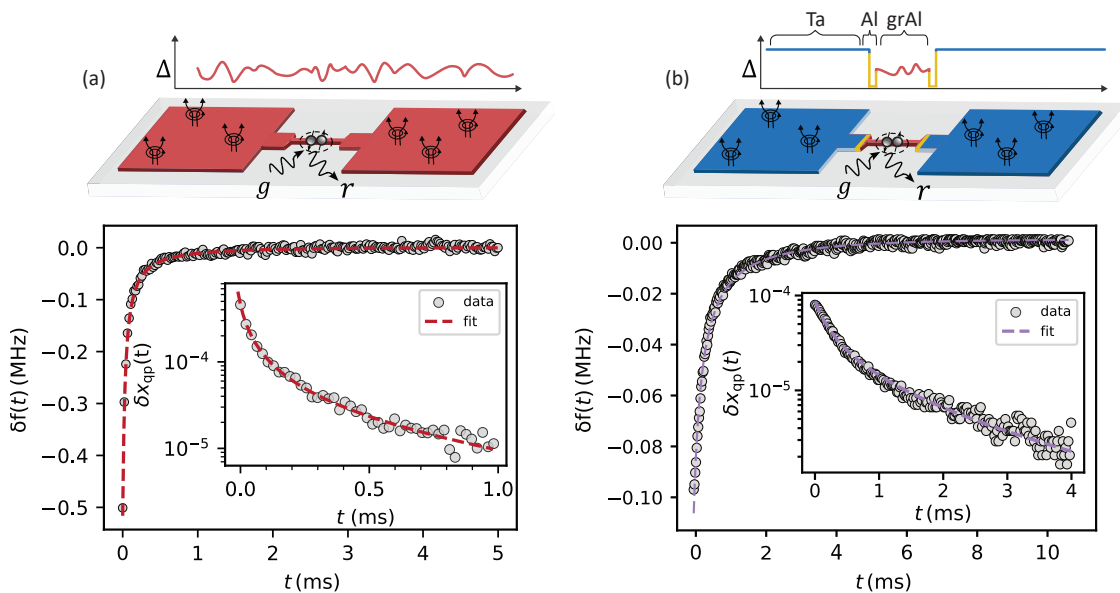 (a)
Δ
g
r
δf(t) (MHz)
0.0
−0.1
−0.2
−0.3
−0.4
−0.5
0
1
2
3
4
5
t (ms)
δx_qp(t)
10⁻⁴
10⁻⁵
0.0
0.5
1.0
t (ms)
data
fit
Ta
Al
grAl
(b)
Δ
g
r
δf(t) (MHz)
0.00
−0.02
−0.04
−0.06
−0.08
−0.10
0
2
4
6
8
10
t (ms)
δx_qp(t)
10⁻⁴
10⁻⁵
0
1
2
3
4
t (ms)
data
fit